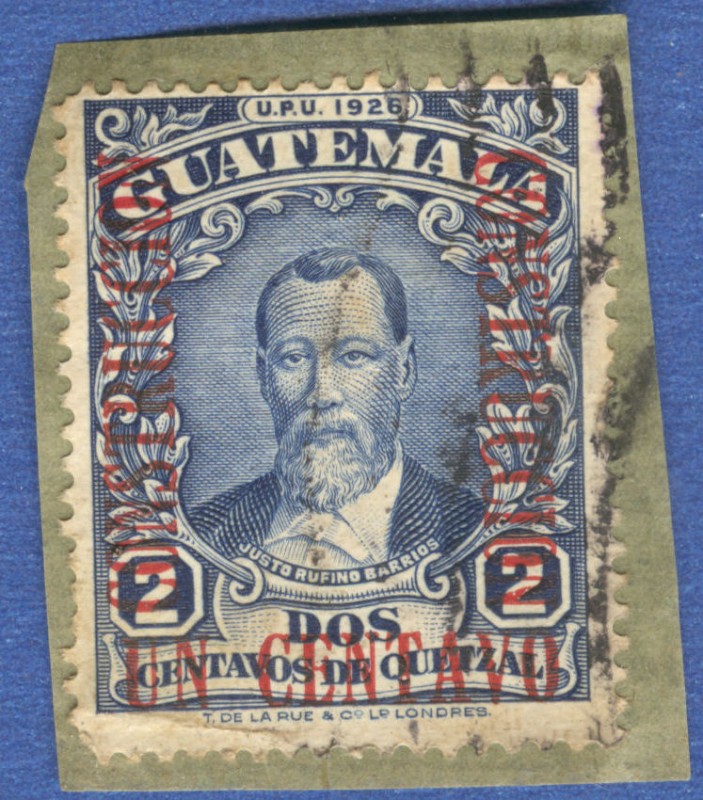 U.P.U. 1926
GUATEMALA
JUSTO RUFINO BARRIOS
2 2
DOS
CENTAVOS DE QUETZAL
UN CENTAVO
T. DE LA RUE & Cº Lᴰ LONDRES.